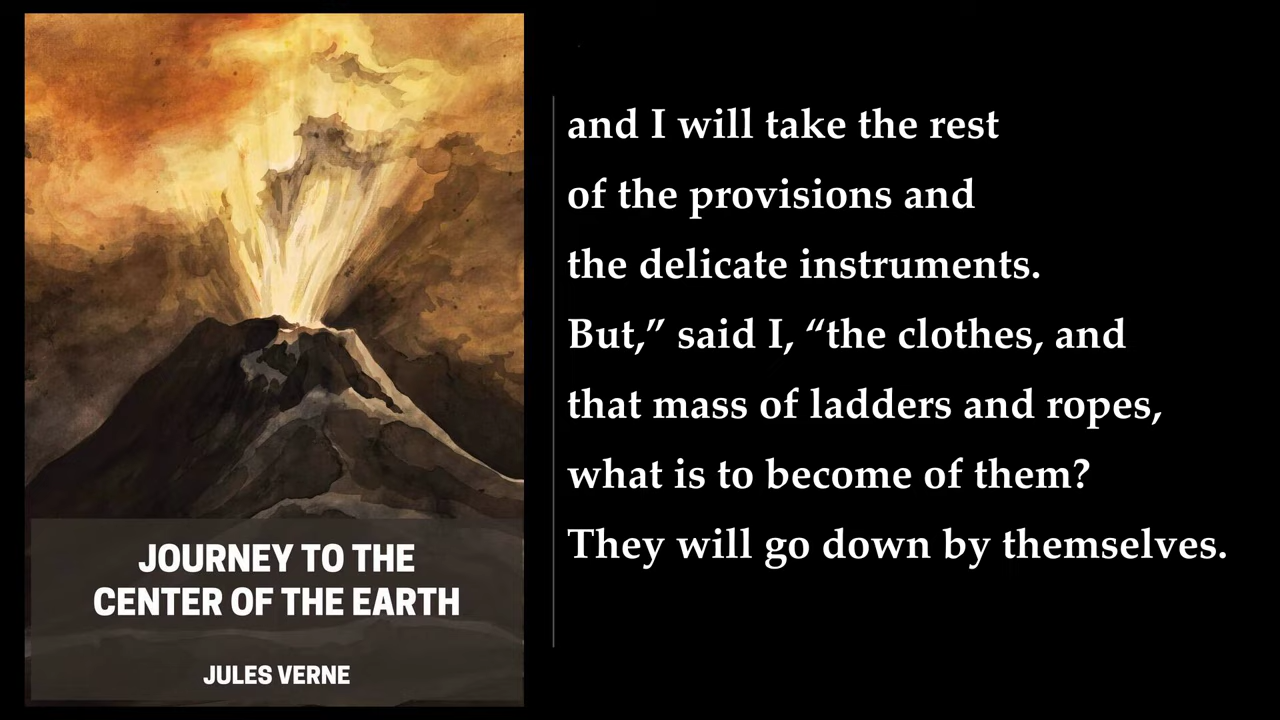 JOURNEY TO THE
CENTER OF THE EARTH
JULES VERNE
and I will take the rest
of the provisions and
the delicate instruments.
But,” said I, “the clothes, and
that mass of ladders and ropes,
what is to become of them?
They will go down by themselves.